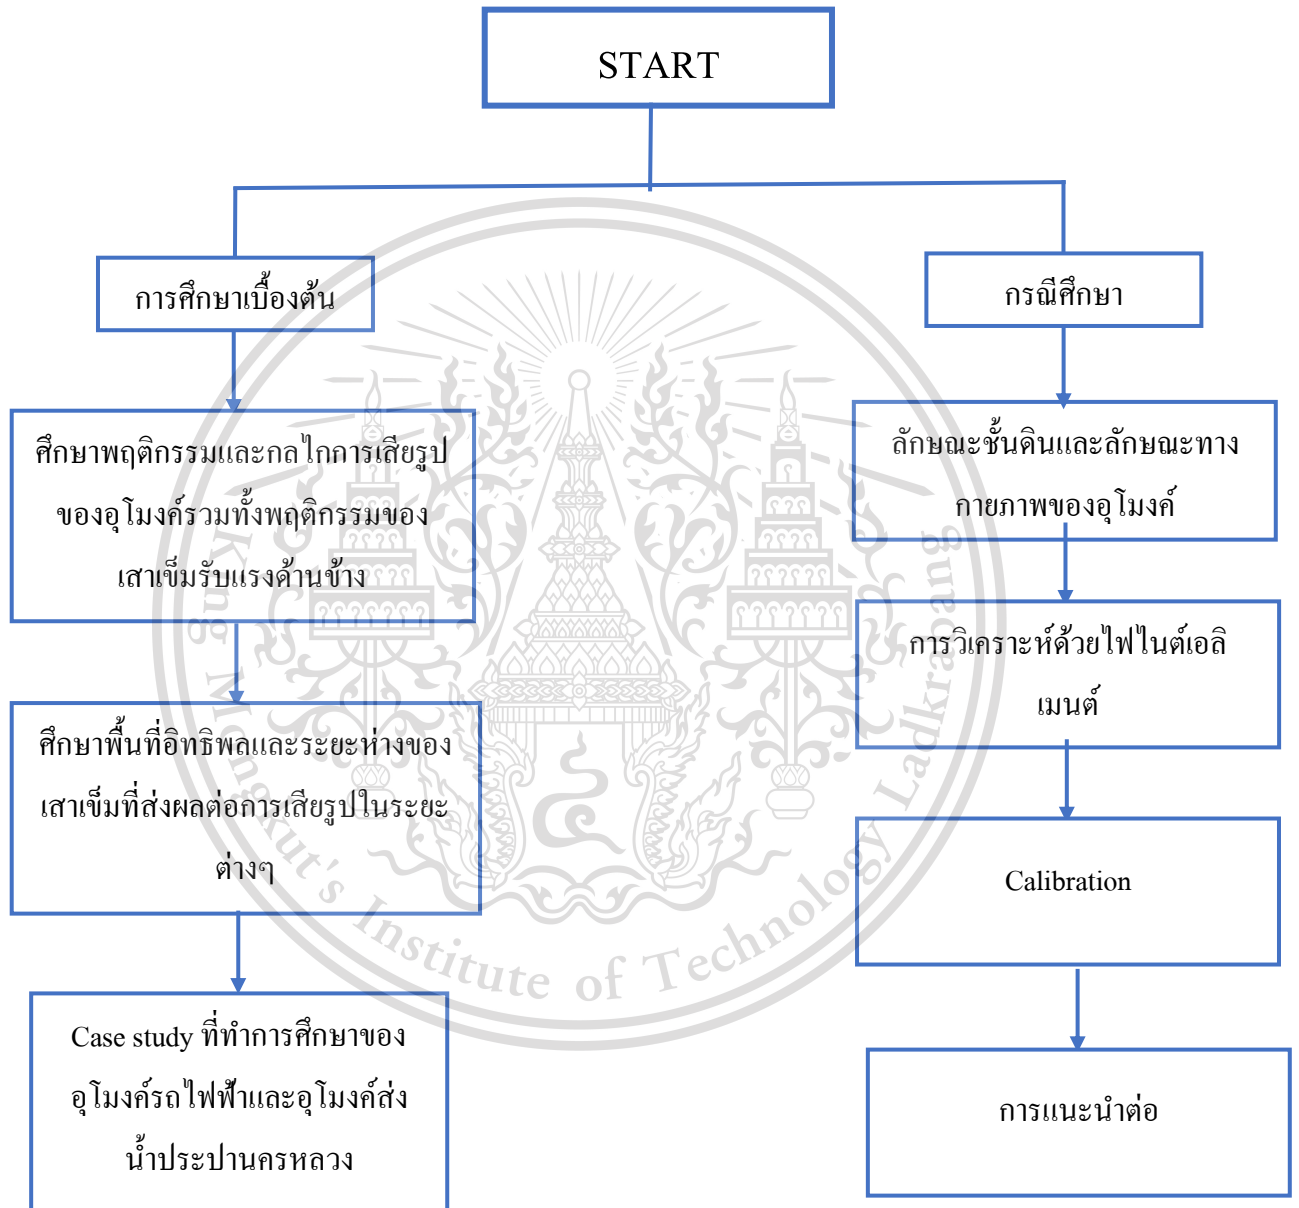 START
การศึกษาเบื้องต้น
ศึกษาพฤติกรรมและกลไกการเสียรูป
ของอุโมงค์รวมทั้งพฤติกรรมของ
เสาเข็มรับแรงด้านข้าง
ศึกษาพื้นที่อิทธิพลและระยะห่างของ
เสาเข็มที่ส่งผลต่อการเสียรูปในระยะ
ต่างๆ
Case study ที่ทำการศึกษาของ
อุโมงค์รถไฟฟ้าและอุโมงค์ส่ง
น้ำประปานครหลวง
กรณีศึกษา
ลักษณะชั้นดินและลักษณะทาง
กายภาพของอุโมงค์
การวิเคราะห์ด้วยไฟไนต์เอลิ
เมนต์
Calibration
การแนะนำต่อ
King Mongkut's Institute of Technology Ladkrabang